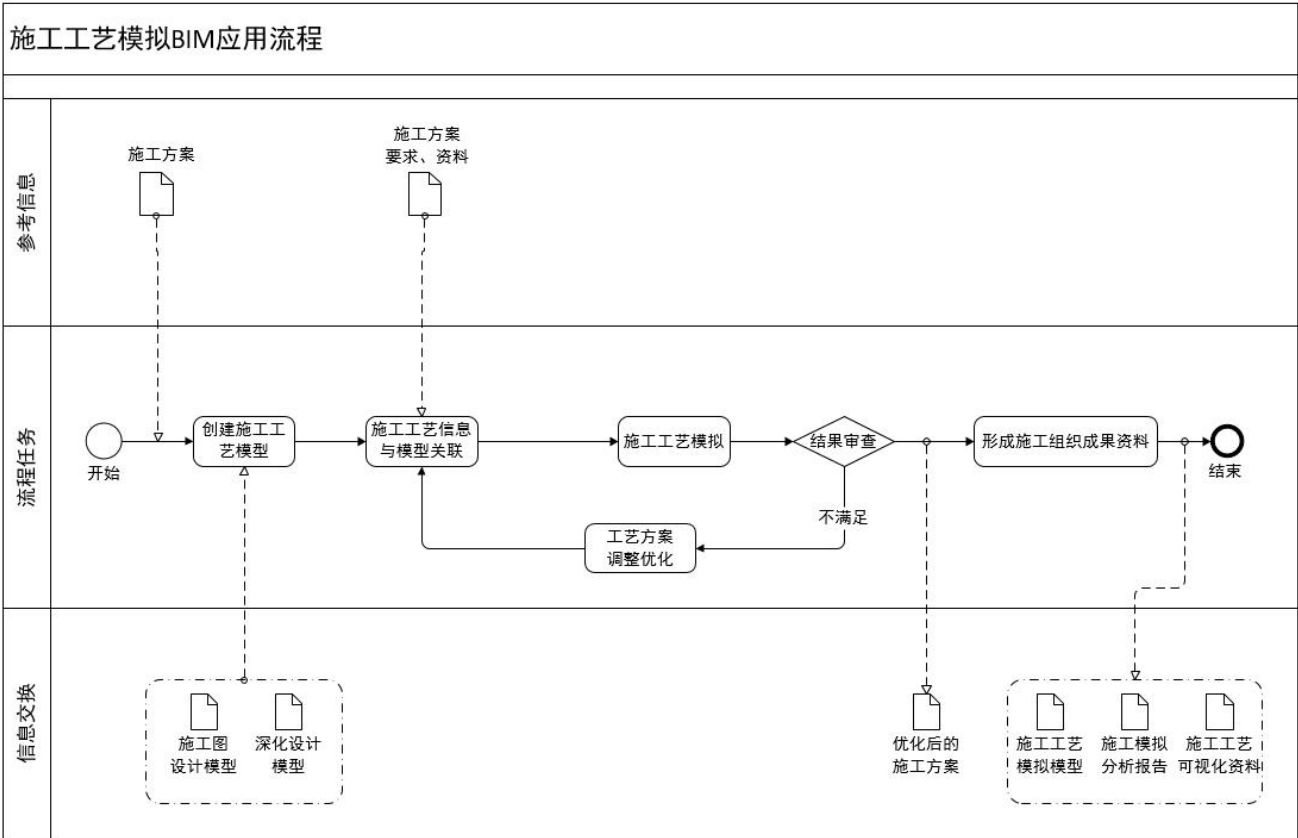 施工工艺模拟BIM应用流程
参考信息
施工方案
施工方案
要求、资料
流程任务
开始
创建施工工
艺模型
施工工艺信息
与模型关联
施工工艺模拟
结果审查
形成施工组织成果资料
结束
不满足
工艺方案
调整优化
信息交换
施工图
设计模型
深化设计
模型
优化后的
施工方案
施工工艺
模拟模型
施工模拟
分析报告
施工工艺
可视化资料